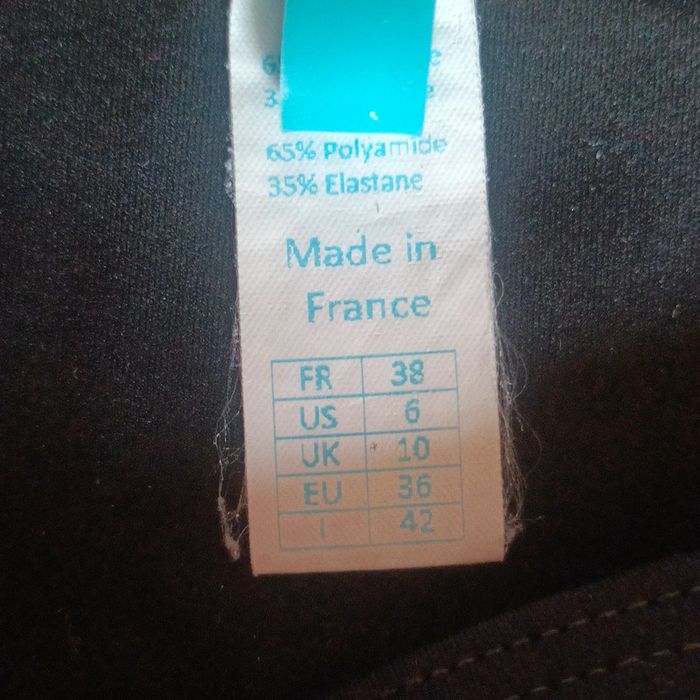 65% Polyamide
35% Elastane
Made in
France
FR 38
US 6
UK 10
EU 36
I 42